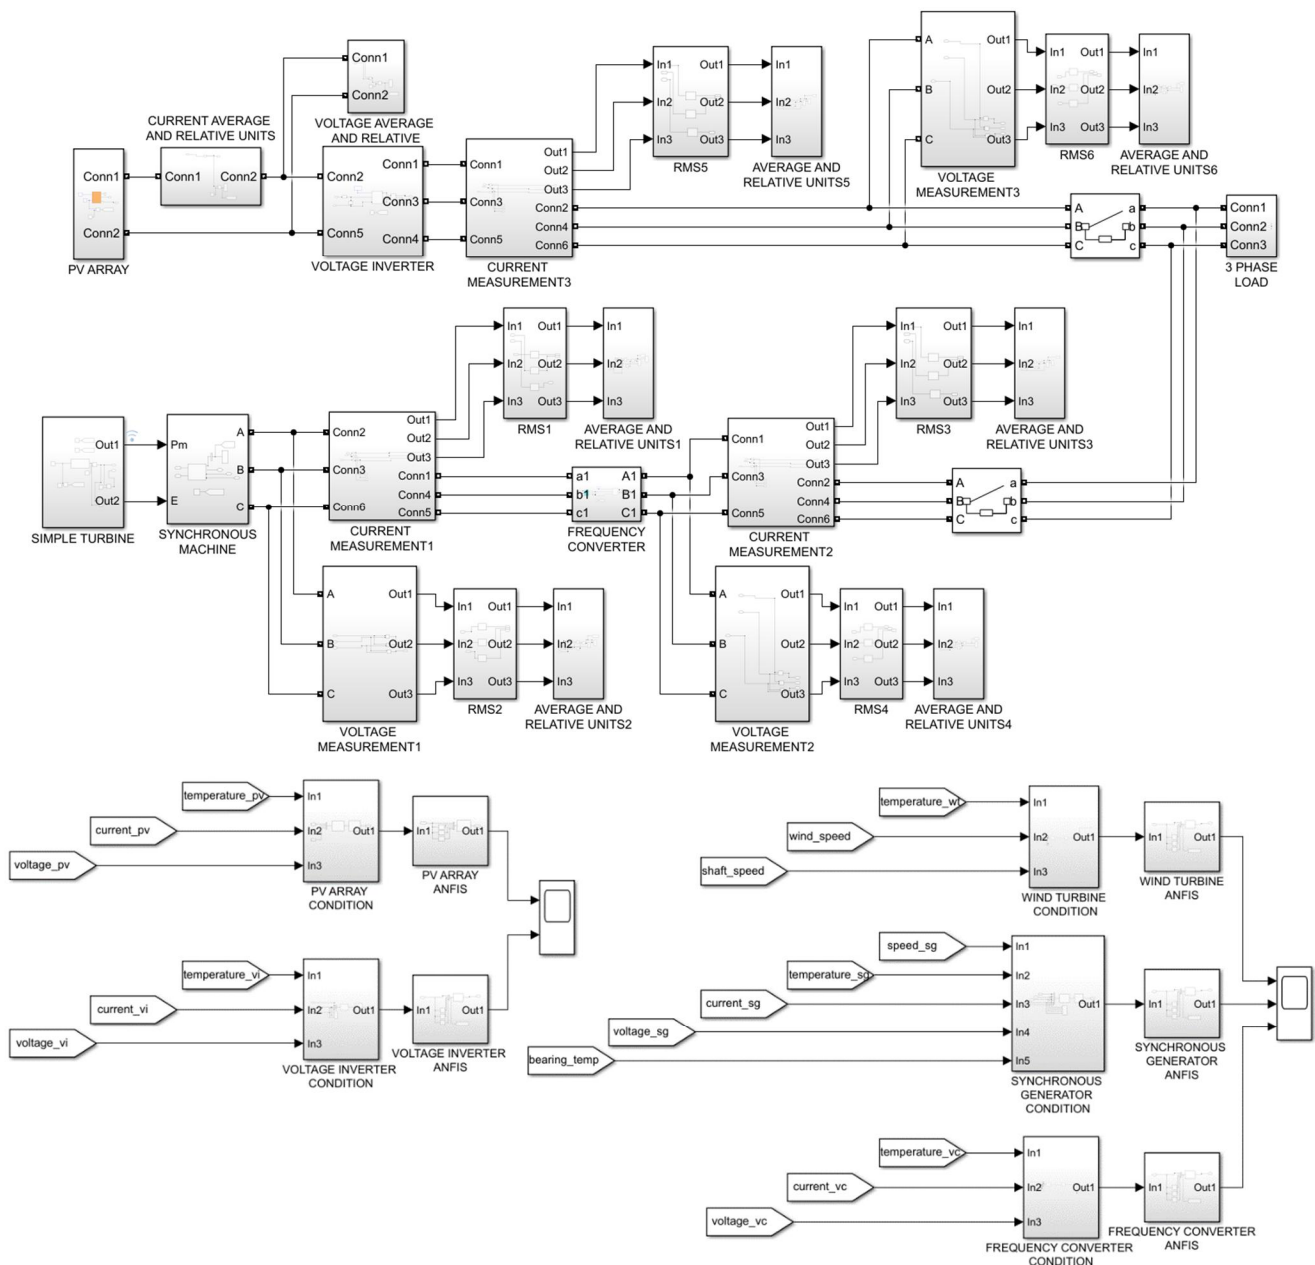 Conn1
Conn2
VOLTAGE AVERAGE
AND RELATIVE
CURRENT AVERAGE
AND RELATIVE UNITS
Conn1
Conn2
PV ARRAY
Conn1
Conn2
Conn2
Conn5
Conn1
Conn3
Conn4
VOLTAGE INVERTER
Conn1
Conn3
Conn5
Out1
Out2
Out3
Conn2
Conn4
Conn6
CURRENT
MEASUREMENT3
In1
In2
In3
Out1
Out2
Out3
RMS5
In1
In2
In3
AVERAGE AND
RELATIVE UNITS5
A
B
C
Out1
Out2
Out3
VOLTAGE
MEASUREMENT3
In1
In2
In3
Out1
Out2
Out3
RMS6
In1
In2
In3
AVERAGE AND
RELATIVE UNITS6
A
B
C
a
b
c
Conn1
Conn2
Conn3
3 PHASE
LOAD
Out1
Out2
SIMPLE TURBINE
Pm
E
A
B
C
SYNCHRONOUS
MACHINE
Conn2
Conn3
Conn6
Out1
Out2
Out3
Conn1
Conn4
Conn5
CURRENT
MEASUREMENT1
In1
In2
In3
Out1
Out2
Out3
RMS1
In1
In2
In3
AVERAGE AND
RELATIVE UNITS1
a1
b1
c1
A1
B1
C1
FREQUENCY
CONVERTER
Conn1
Conn3
Conn5
Out1
Out2
Out3
Conn2
Conn4
Conn6
CURRENT
MEASUREMENT2
In1
In2
In3
Out1
Out2
Out3
RMS3
In1
In2
In3
AVERAGE AND
RELATIVE UNITS3
A
B
C
a
b
c
A
B
C
Out1
Out2
Out3
VOLTAGE
MEASUREMENT1
In1
In2
In3
Out1
Out2
Out3
RMS2
In1
In2
In3
AVERAGE AND
RELATIVE UNITS2
A
B
C
Out1
Out2
Out3
VOLTAGE
MEASUREMENT2
In1
In2
In3
Out1
Out2
Out3
RMS4
In1
In2
In3
AVERAGE AND
RELATIVE UNITS4
temperature_pv
current_pv
voltage_pv
In1
In2
In3
Out1
PV ARRAY
CONDITION
In1
Out1
PV ARRAY
ANFIS
temperature_vi
current_vi
voltage_vi
In1
In2
In3
Out1
VOLTAGE INVERTER
CONDITION
In1
Out1
VOLTAGE INVERTER
ANFIS
temperature_wt
wind_speed
shaft_speed
In1
In2
In3
Out1
WIND TURBINE
CONDITION
In1
Out1
WIND TURBINE
ANFIS
speed_sg
temperature_sg
current_sg
voltage_sg
bearing_temp
In1
In2
In3
In4
In5
Out1
SYNCHRONOUS
GENERATOR
CONDITION
In1
Out1
SYNCHRONOUS
GENERATOR
ANFIS
temperature_vc
current_vc
voltage_vc
In1
In2
In3
Out1
FREQUENCY CONVERTER
CONDITION
In1
Out1
FREQUENCY CONVERTER
ANFIS